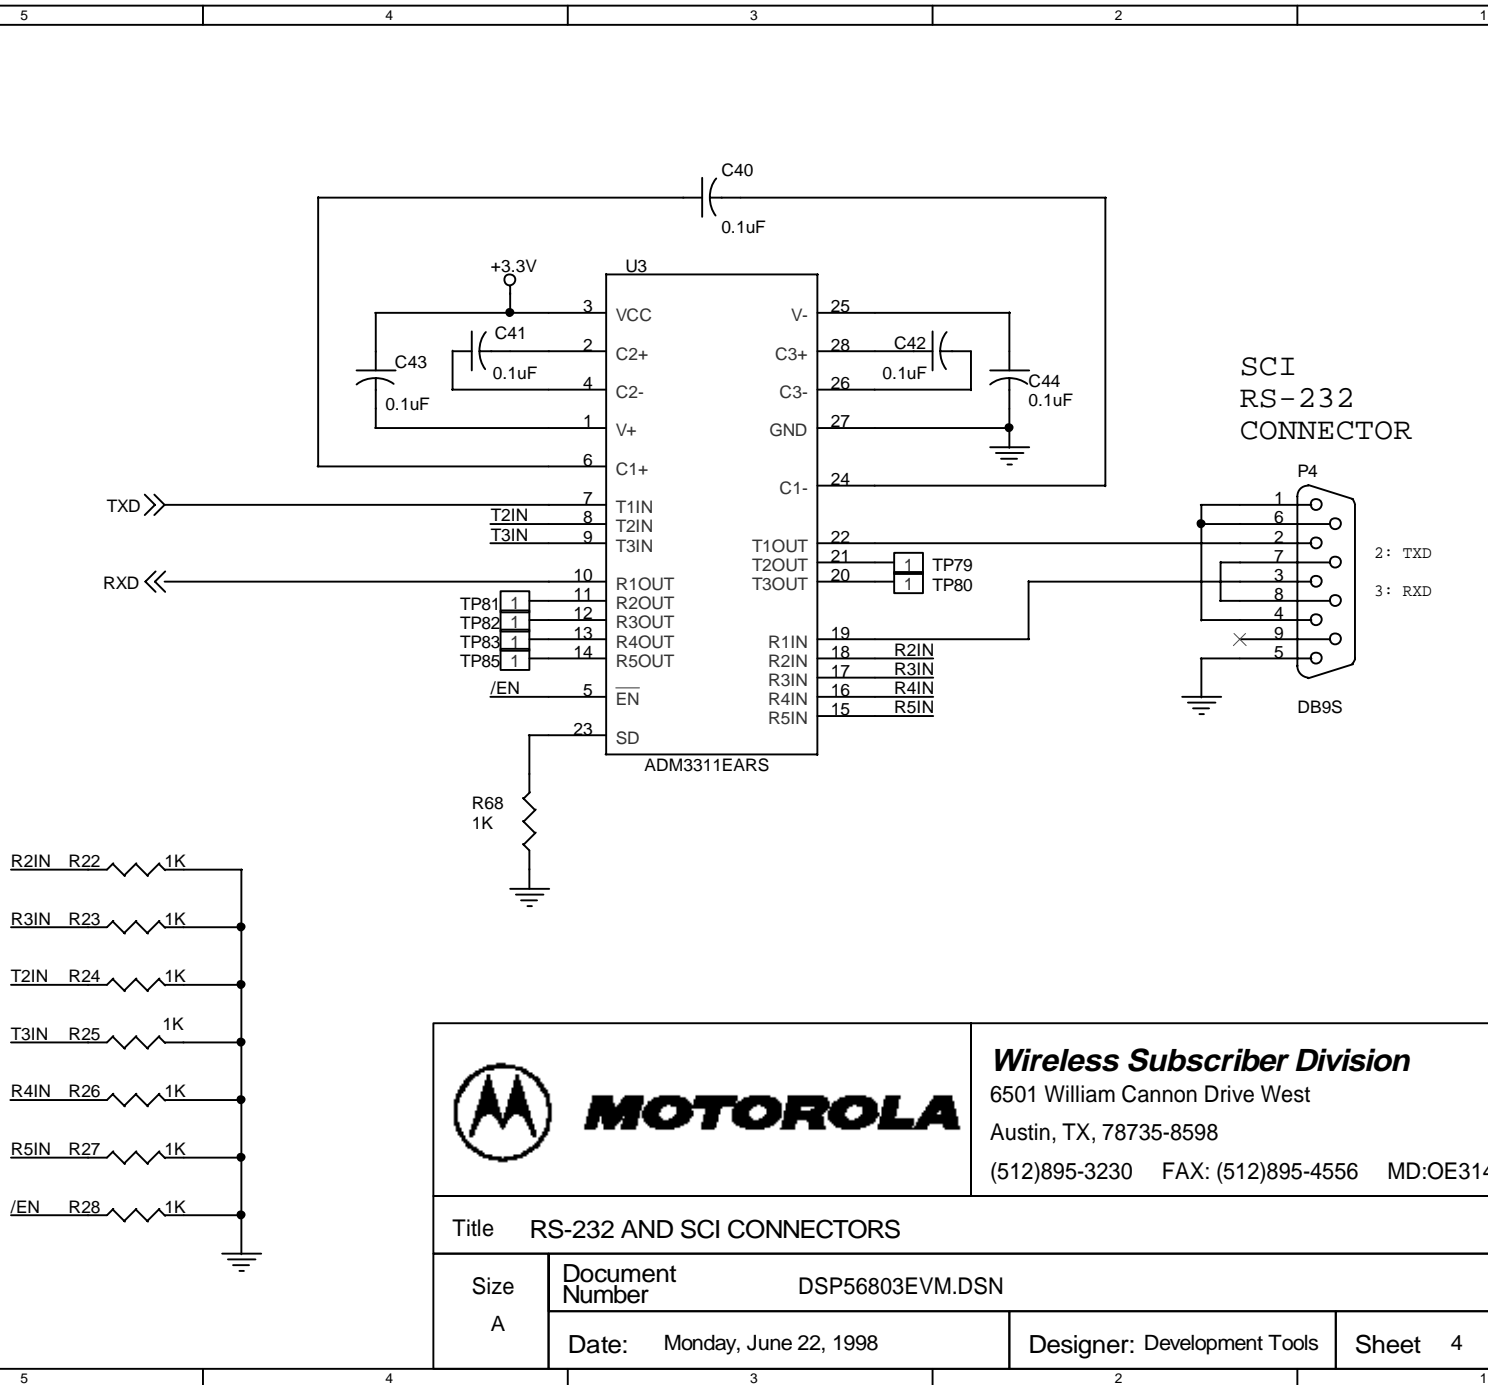 5 4 3 2 1
C40
0.1uF
+3.3V
U3
3 VCC V- 25
C41
0.1uF
2 C2+ C3+ 28
C42
0.1uF
C43
0.1uF
4 C2- C3- 26
C44
0.1uF
1 V+ GND 27
6 C1+ C1- 24
TXD 7 T1IN
T2IN 8 T2IN
T3IN 9 T3IN
T1OUT 22
T2OUT 21 1 TP79
T3OUT 20 1 TP80
RXD 10 R1OUT
TP81 1 11 R2OUT
TP82 1 12 R3OUT
TP83 1 13 R4OUT
TP85 1 14 R5OUT
R1IN 19
R2IN 18 R2IN
R3IN 17 R3IN
R4IN 16 R4IN
R5IN 15 R5IN
/EN 5 EN
23 SD
ADM3311EARS
R68
1K
SCI
RS-232
CONNECTOR
P4
1
6
2
7
3
8
4
9
5
2: TXD
3: RXD
DB9S
R2IN R22 1K
R3IN R23 1K
T2IN R24 1K
T3IN R25 1K
R4IN R26 1K
R5IN R27 1K
/EN R28 1K
MOTOROLA
Wireless Subscriber Division
6501 William Cannon Drive West
Austin, TX, 78735-8598
(512)895-3230 FAX: (512)895-4556 MD:OE314
Title RS-232 AND SCI CONNECTORS
Size
A
Document
Number
DSP56803EVM.DSN
Date: Monday, June 22, 1998
Designer: Development Tools
Sheet 4
5 4 3 2 1